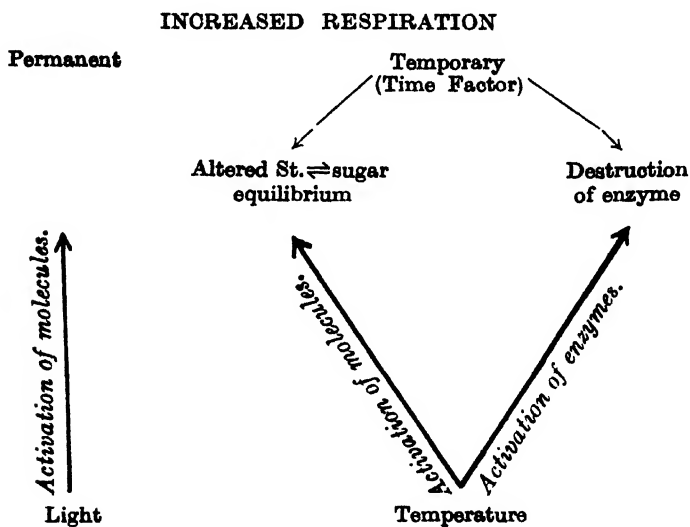 INCREASED RESPIRATION
Permanent
Temporary
(Time Factor)
Altered St.⇌sugar
equilibrium
Destruction
of enzyme
Activation of molecules.
Activation of molecules.
Activation of enzymes.
Light
Temperature